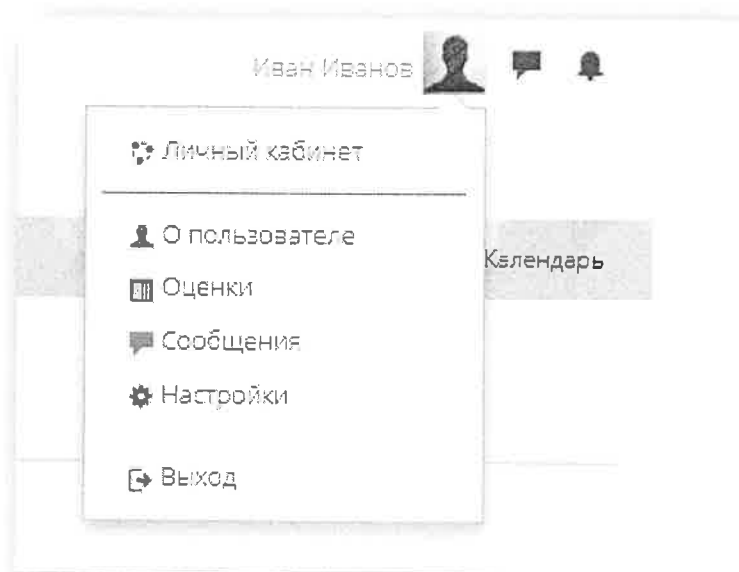 Иван Иванов
Личный кабинет
О пользователе
Календарь
Оценки
Сообщения
Настройки
Выход